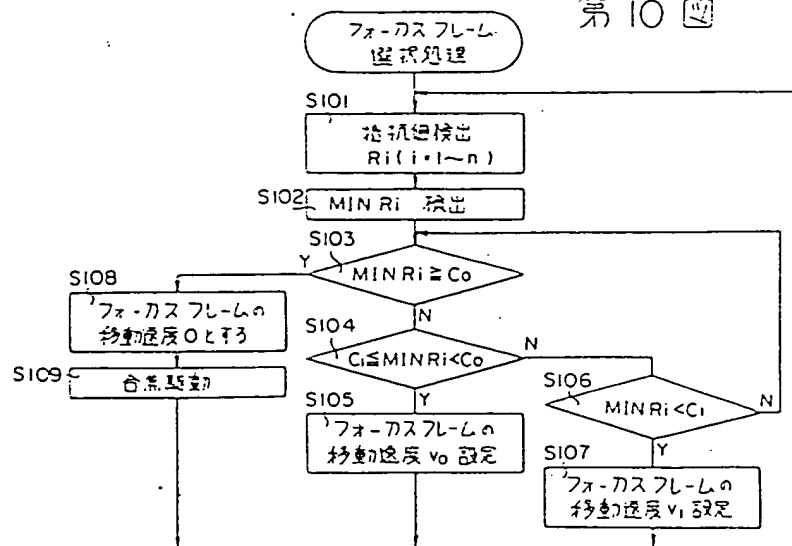 第10図
フォーカスフレーム
選択処理
S101
抵抗値検出
Ri(i=1〜n)
S102
MIN Ri 検出
S103
Y
MIN Ri ≧ C0
N
S108
フォーカスフレームの
移動速度0とする
S109
合焦駆動
S104
C1≦MIN Ri<C0
N
Y
S105
フォーカスフレームの
移動速度v0設定
S106
MIN Ri<C1
N
Y
S107
フォーカスフレームの
移動速度v1設定